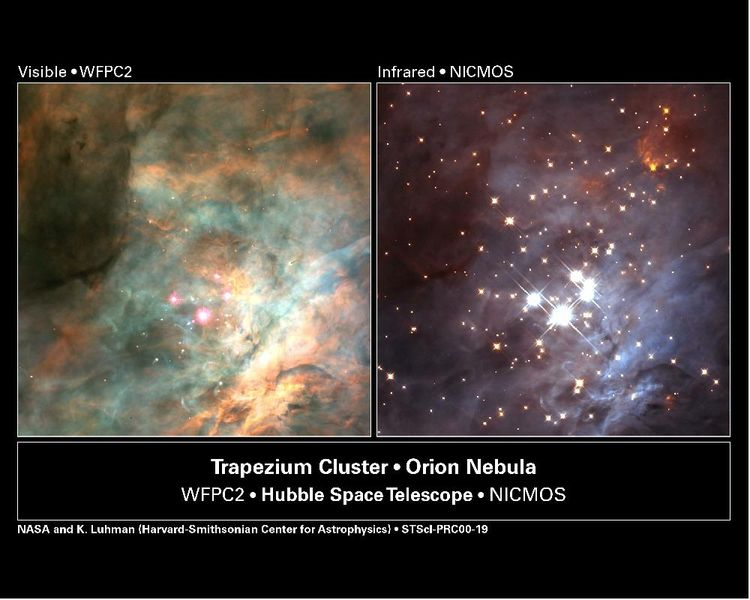 Visible • WFPC2
Infrared • NICMOS
Trapezium Cluster • Orion Nebula
WFPC2 • Hubble Space Telescope • NICMOS
NASA and K. Luhman (Harvard-Smithsonian Center for Astrophysics) • STScI-PRC00-19